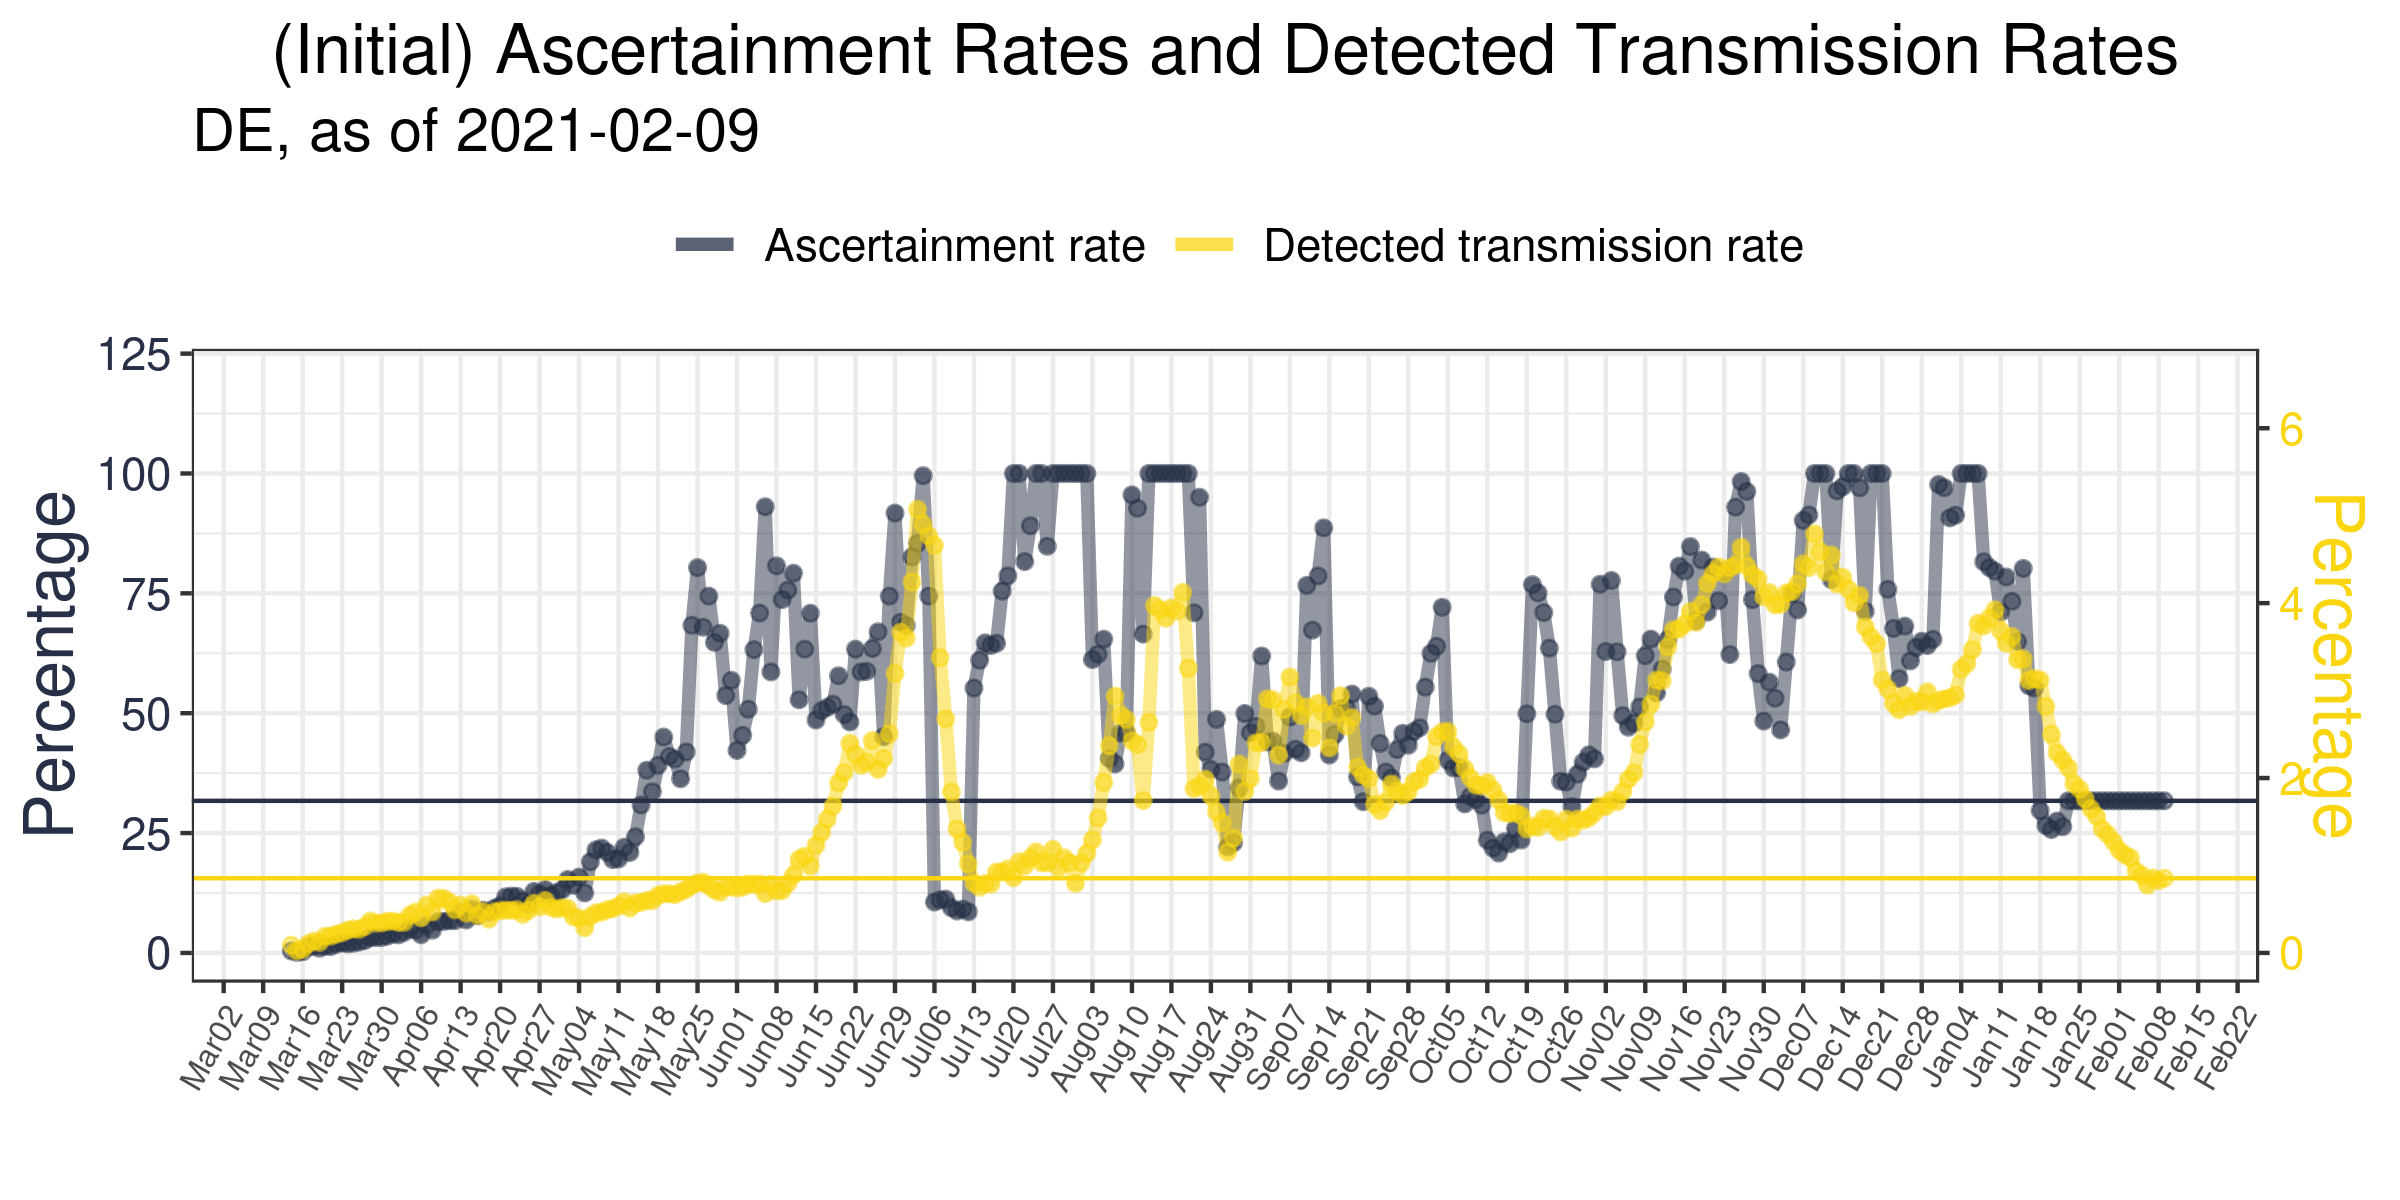 (Initial) Ascertainment Rates and Detected Transmission Rates
DE, as of 2021-02-09
Ascertainment rate
Detected transmission rate
125
100
75
50
25
0
Percentage
6
4
2
0
Percentage
Mar02
Mar09
Mar16
Mar23
Mar30
Apr06
Apr13
Apr20
Apr27
May04
May11
May18
May25
Jun01
Jun08
Jun15
Jun22
Jun29
Jul06
Jul13
Jul20
Jul27
Aug03
Aug10
Aug17
Aug24
Aug31
Sep07
Sep14
Sep21
Sep28
Oct05
Oct12
Oct19
Oct26
Nov02
Nov09
Nov16
Nov23
Nov30
Dec07
Dec14
Dec21
Dec28
Jan04
Jan11
Jan18
Jan25
Feb01
Feb08
Feb15
Feb22